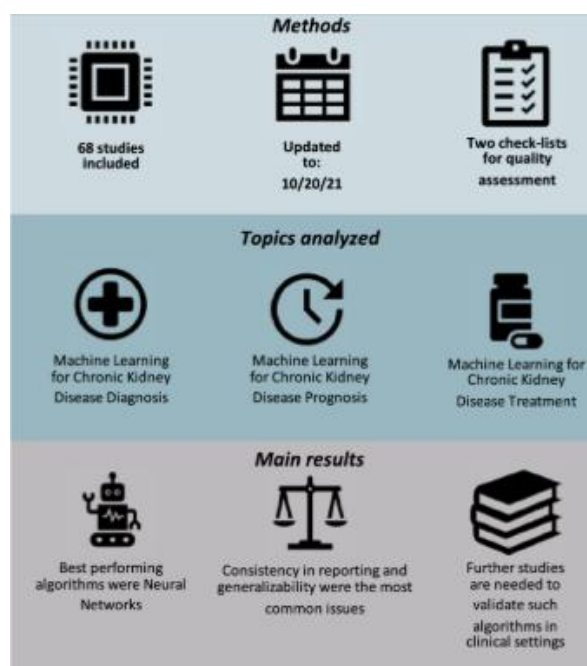 Methods
68 studies
included
Updated
to:
10/20/21
Two check-lists
for quality
assessment
Topics analyzed
Machine Learning
for Chronic Kidney
Disease Diagnosis
Machine Learning
for Chronic Kidney
Disease Prognosis
Machine Learning for
Chronic Kidney
Disease Treatment
Main results
Best performing
algorithms were Neural
Networks
Consistency in reporting and
generalizability were the most
common issues
Further studies
are needed to
validate such
algorithms in
clinical settings